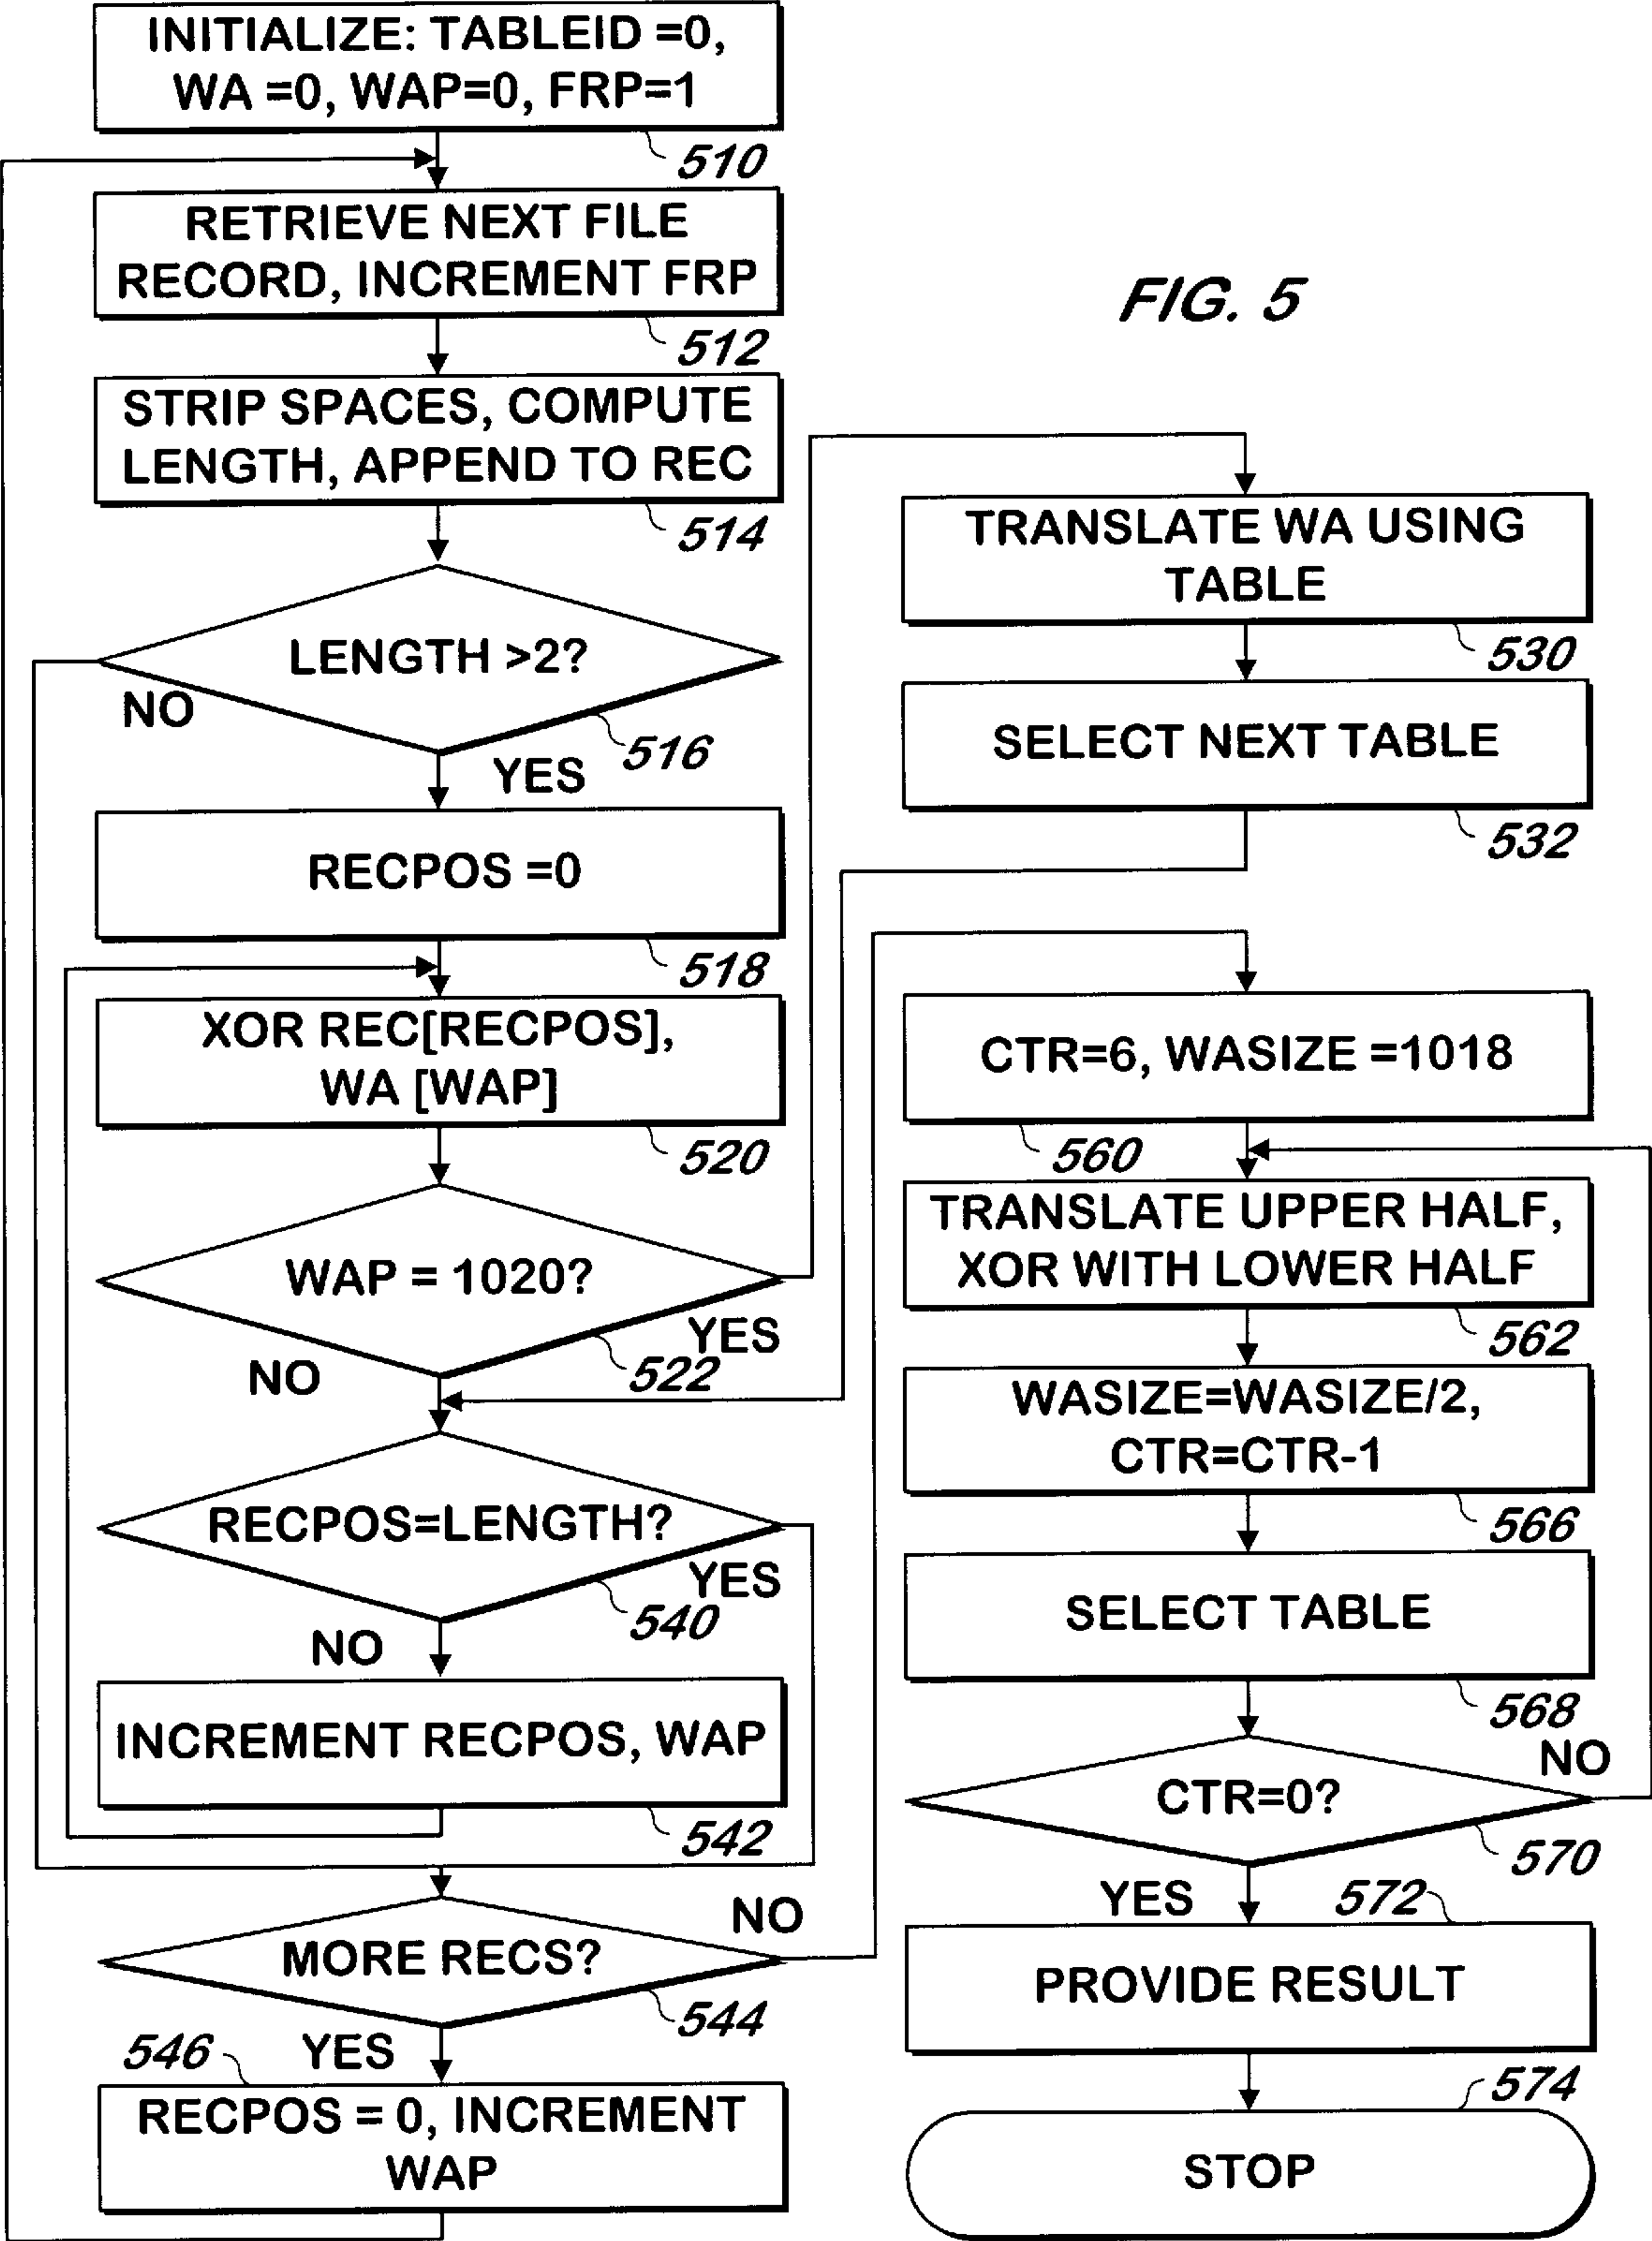 INITIALIZE: TABLEID =0,
WA =0, WAP=0, FRP=1
510
RETRIEVE NEXT FILE
RECORD, INCREMENT FRP
512
STRIP SPACES, COMPUTE
LENGTH, APPEND TO REC
514
LENGTH >2?
NO
516
YES
RECPOS =0
518
XOR REC[RECPOS],
WA [WAP]
520
WAP = 1020?
YES
522
NO
RECPOS=LENGTH?
YES
540
NO
INCREMENT RECPOS, WAP
542
MORE RECS?
NO
544
YES
546
RECPOS = 0, INCREMENT
WAP
FIG. 5
TRANSLATE WA USING
TABLE
530
SELECT NEXT TABLE
532
CTR=6, WASIZE =1018
560
TRANSLATE UPPER HALF,
XOR WITH LOWER HALF
562
WASIZE=WASIZE/2,
CTR=CTR-1
566
SELECT TABLE
568
CTR=0?
NO
570
YES
572
PROVIDE RESULT
574
STOP